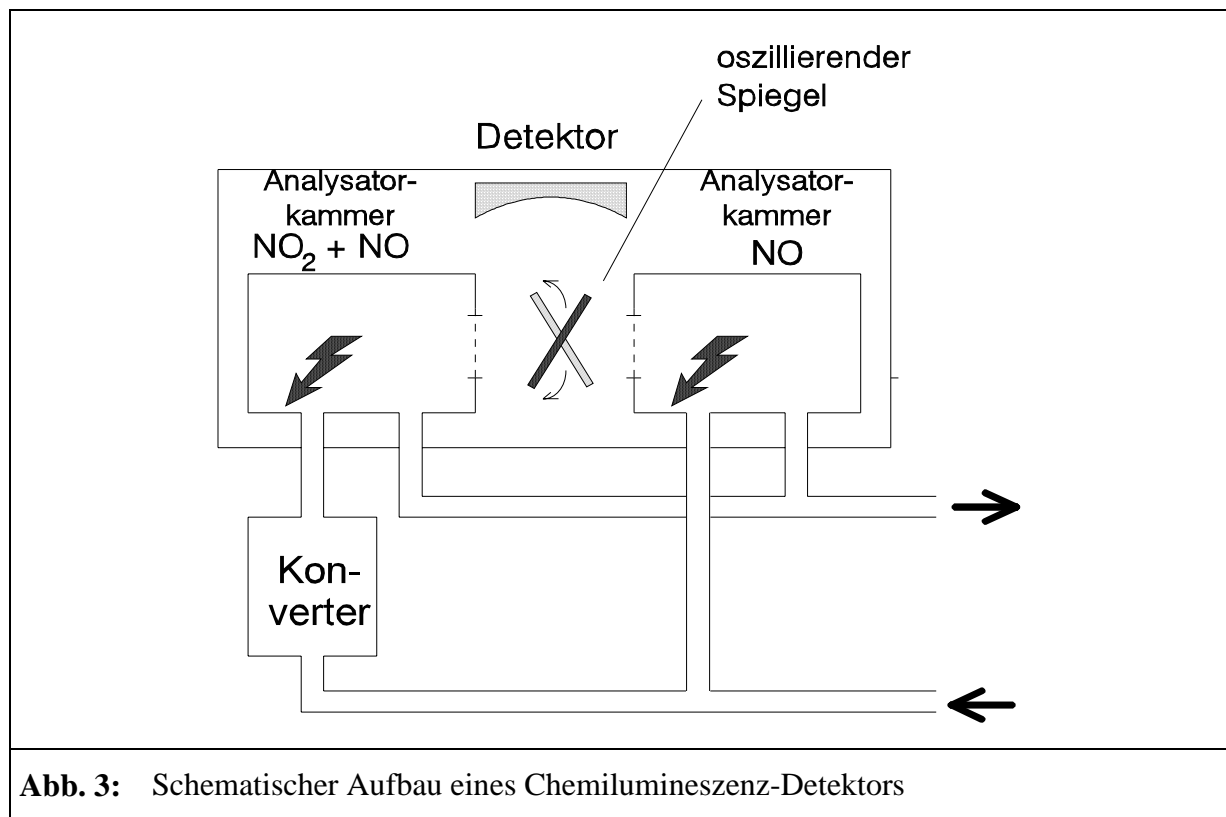 oszillierender
Spiegel
Detektor
Analysator-
kammer
NO₂ + NO
Analysator-
kammer
NO
Kon-
verter
Abb. 3: Schematischer Aufbau eines Chemilumineszenz-Detektors